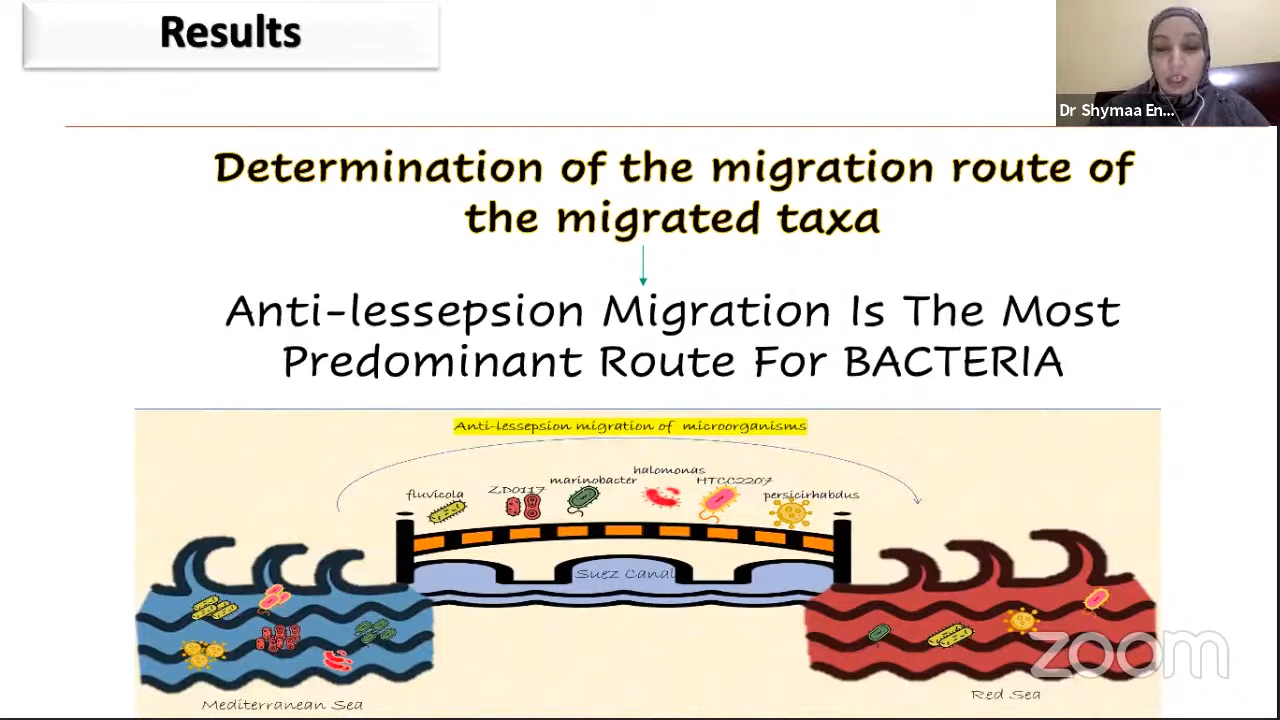 Results
Dr Shymaa En...
Determination of the migration route of
the migrated taxa
Anti-lessepsion Migration Is The Most
Predominant Route For BACTERIA
Anti-lessepsion migration of microorganisms
halomonas
marinobacter
HTCC2207
fluvicola
ZD0117
persicirhabdus
Suez Canal
zoom
Mediterranean Sea
Red Sea